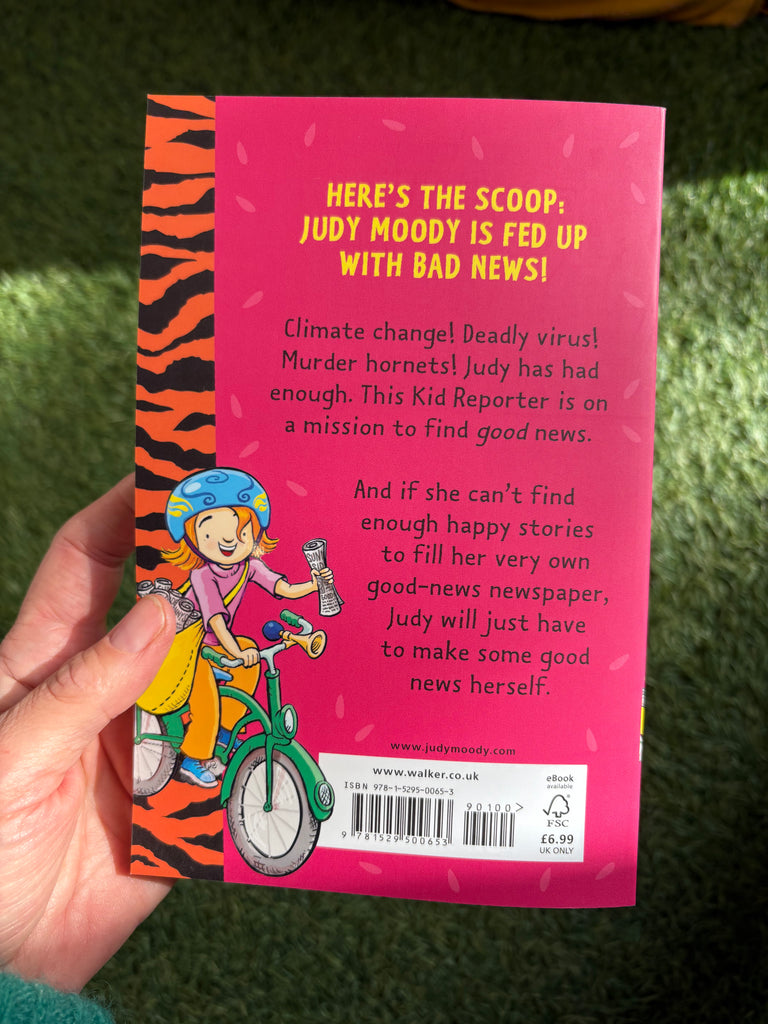 HERE'S THE SCOOP:
JUDY MOODY IS FED UP
WITH BAD NEWS!
Climate change! Deadly virus!
Murder hornets! Judy has had
enough. This Kid Reporter is on
a mission to find good news.
And if she can't find
enough happy stories
to fill her very own
good-news newspaper,
Judy will just have
to make some good
news herself.
www.judymoody.com
www.walker.co.uk
ISBN 978-1-5295-0065-3
90100>
9 781529 500653
eBook
available
FSC
£6.99
UK ONLY